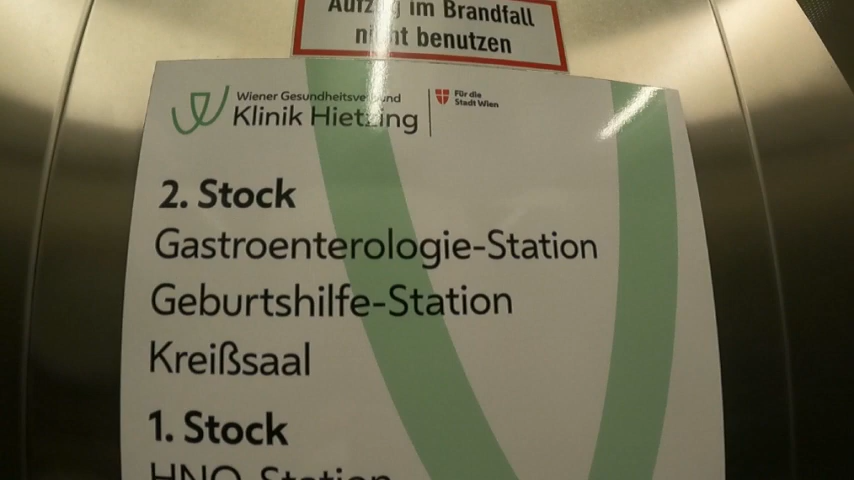 Aufzug im Brandfall
nicht benutzen
Wiener Gesundheitsverbund
Klinik Hietzing
Für die
Stadt Wien
2. Stock
Gastroenterologie-Station
Geburtshilfe-Station
Kreißsaal
1. Stock
HNO-Station